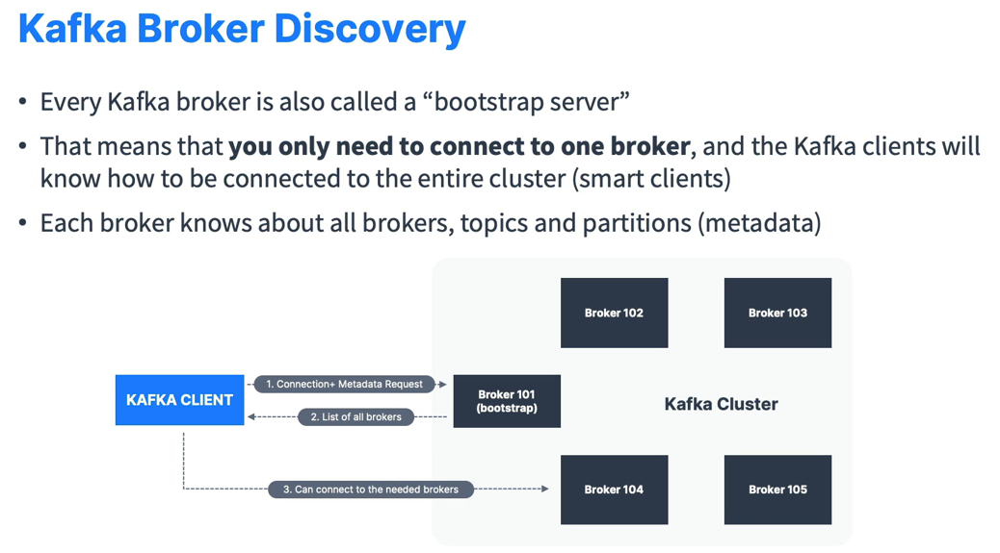 Kafka Broker Discovery
• Every Kafka broker is also called a “bootstrap server”
• That means that you only need to connect to one broker, and the Kafka clients will
know how to be connected to the entire cluster (smart clients)
• Each broker knows about all brokers, topics and partitions (metadata)
Broker 102
Broker 103
KAFKA CLIENT
1. Connection+ Metadata Request
2. List of all brokers
Broker 101
(bootstrap)
Kafka Cluster
3. Can connect to the needed brokers
Broker 104
Broker 105